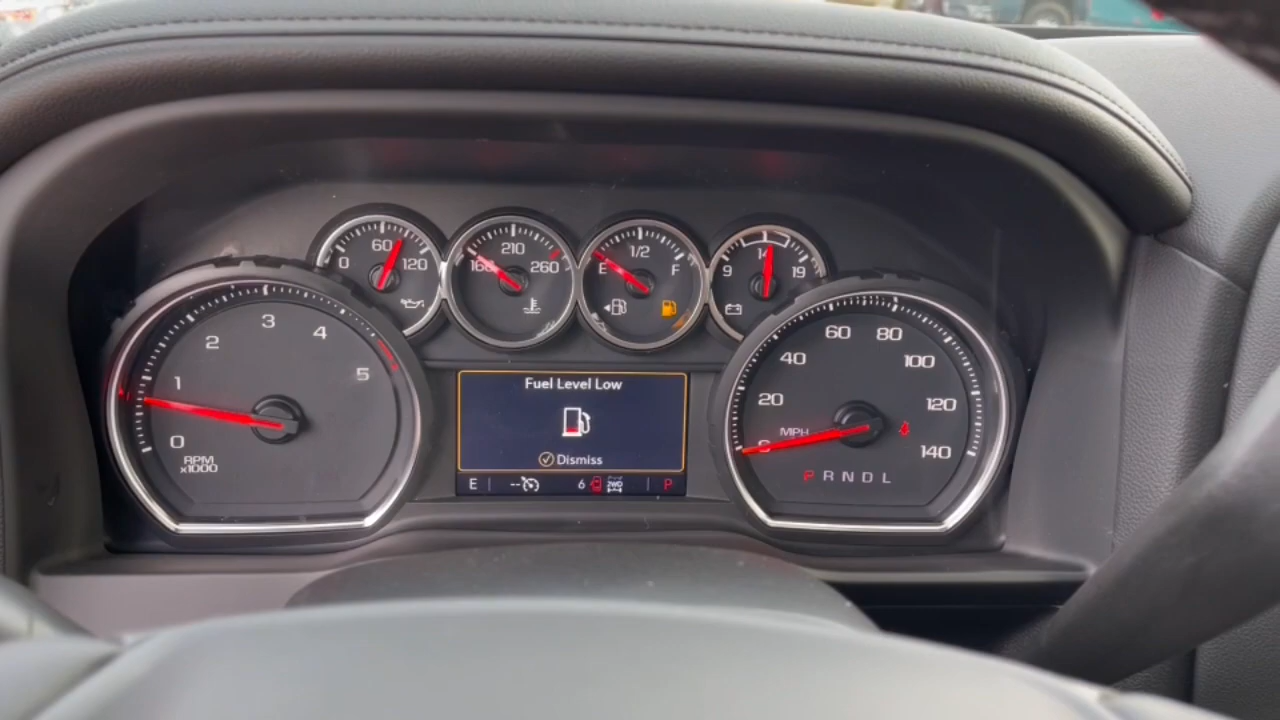 0 60 120
160 210 260
E 1/2 F
9 14 19
0 1 2 3 4 5
RPM
x1000
Fuel Level Low
Dismiss
E -- 6 2WD P
0 20 40 60 80 100 120 140
MPH
P R N D L